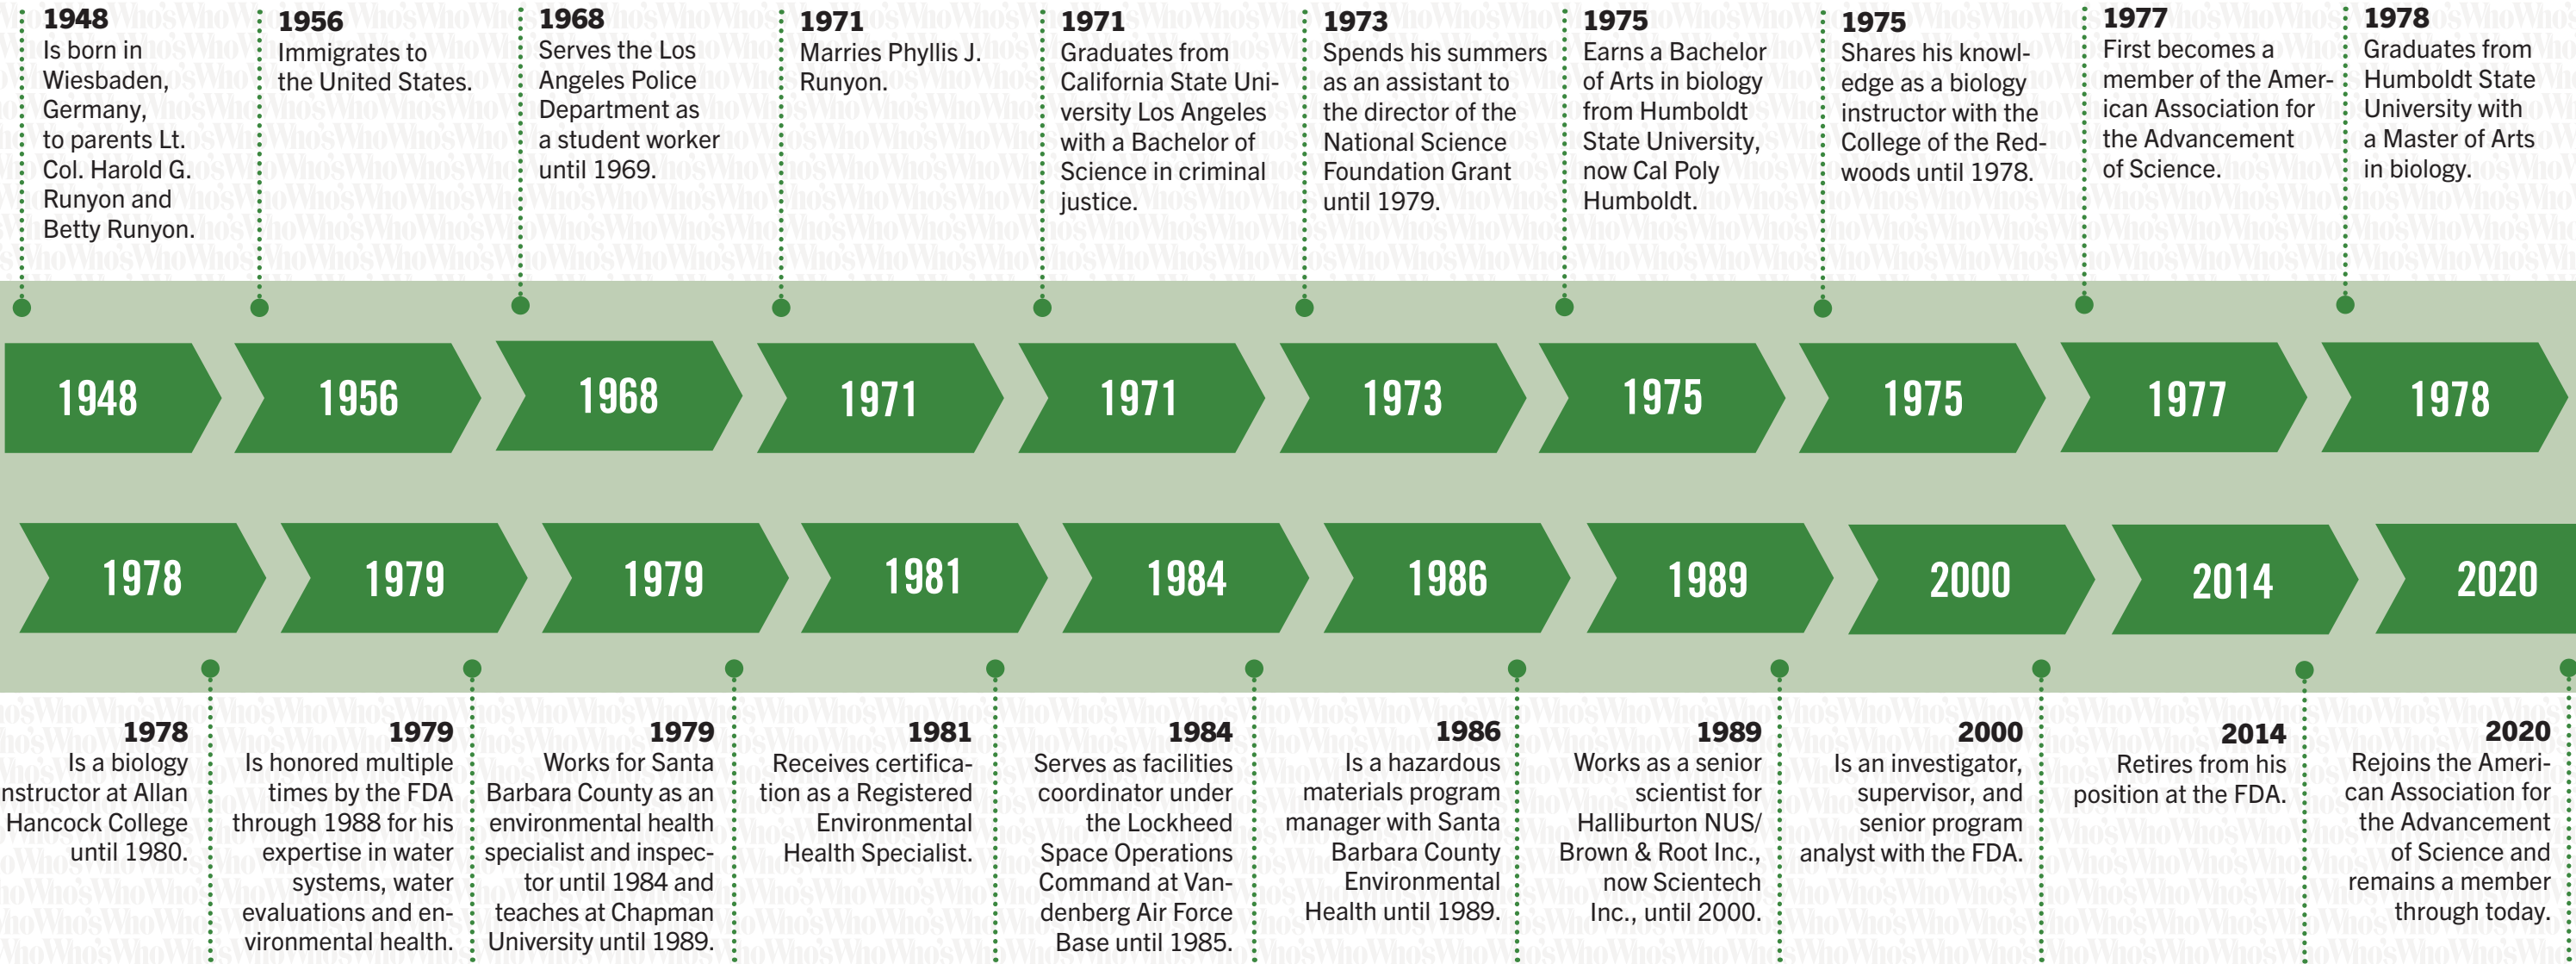 1948
Is born in
Wiesbaden,
Germany,
to parents Lt.
Col. Harold G.
Runyon and
Betty Runyon.
1956
Immigrates to
the United States.
1968
Serves the Los
Angeles Police
Department as
a student worker
until 1969.
1971
Marries Phyllis J.
Runyon.
1971
Graduates from
California State Uni-
versity Los Angeles
with a Bachelor of
Science in criminal
justice.
1973
Spends his summers
as an assistant to
the director of the
National Science
Foundation Grant
until 1979.
1975
Earns a Bachelor
of Arts in biology
from Humboldt
State University,
now Cal Poly
Humboldt.
1975
Shares his knowl-
edge as a biology
instructor with the
College of the Red-
woods until 1978.
1977
First becomes a
member of the Amer-
ican Association for
the Advancement
of Science.
1978
Graduates from
Humboldt State
University with
a Master of Arts
in biology.
1948
1956
1968
1971
1971
1973
1975
1975
1977
1978
1978
1979
1979
1981
1984
1986
1989
2000
2014
2020
1978
Is a biology
nstructor at Allan
Hancock College
until 1980.
1979
Is honored multiple
times by the FDA
through 1988 for his
expertise in water
systems, water
evaluations and en-
vironmental health.
1979
Works for Santa
Barbara County as an
environmental health
specialist and inspec-
tor until 1984 and
teaches at Chapman
University until 1989.
1981
Receives certifica-
tion as a Registered
Environmental
Health Specialist.
1984
Serves as facilities
coordinator under
the Lockheed
Space Operations
Command at Van-
denberg Air Force
Base until 1985.
1986
Is a hazardous
materials program
manager with Santa
Barbara County
Environmental
Health until 1989.
1989
Works as a senior
scientist for
Halliburton NUS/
Brown & Root Inc.,
now Scientech
Inc., until 2000.
2000
Is an investigator,
supervisor, and
senior program
analyst with the FDA.
2014
Retires from his
position at the FDA.
2020
Rejoins the Ameri-
can Association for
the Advancement
of Science and
remains a member
through today.